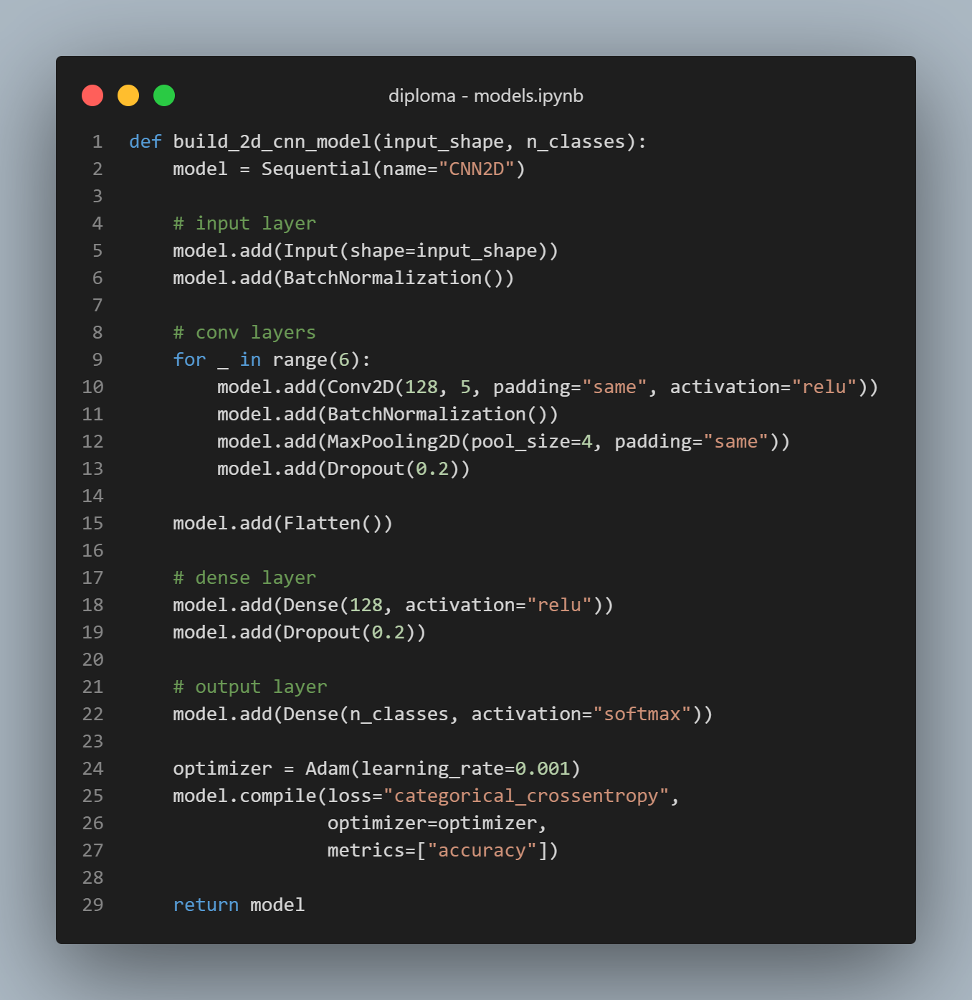 diploma - models.ipynb
1 def build_2d_cnn_model(input_shape, n_classes):
2     model = Sequential(name="CNN2D")
3
4     # input layer
5     model.add(Input(shape=input_shape))
6     model.add(BatchNormalization())
7
8     # conv layers
9     for _ in range(6):
10         model.add(Conv2D(128, 5, padding="same", activation="relu"))
11         model.add(BatchNormalization())
12         model.add(MaxPooling2D(pool_size=4, padding="same"))
13         model.add(Dropout(0.2))
14
15     model.add(Flatten())
16
17     # dense layer
18     model.add(Dense(128, activation="relu"))
19     model.add(Dropout(0.2))
20
21     # output layer
22     model.add(Dense(n_classes, activation="softmax"))
23
24     optimizer = Adam(learning_rate=0.001)
25     model.compile(loss="categorical_crossentropy",
26                   optimizer=optimizer,
27                   metrics=["accuracy"])
28
29     return model